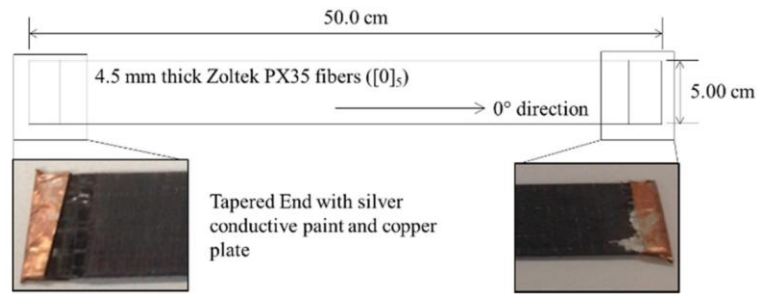 50.0 cm
4.5 mm thick Zoltek PX35 fibers ([0]₅)
0° direction
5.00 cm
Tapered End with silver
conductive paint and copper
plate